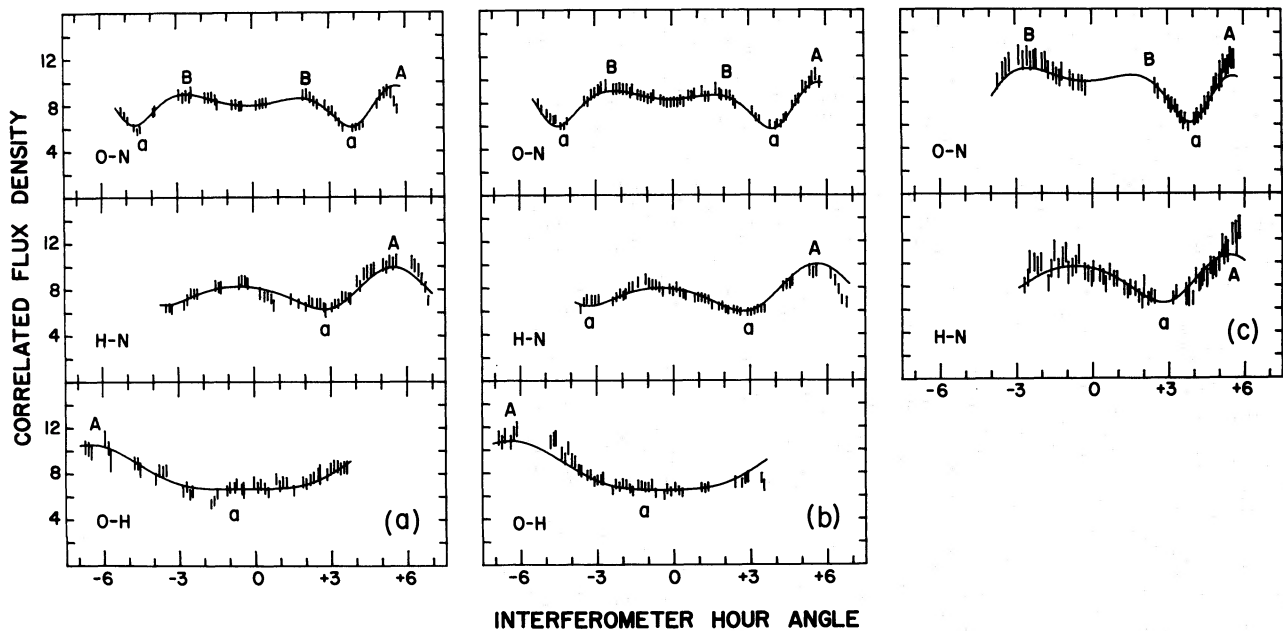 CORRELATED FLUX DENSITY
12
8
4
B
B
A
a
a
O-N
12
8
4
A
a
H-N
12
8
4
A
a
O-H
(a)
-6 -3 0 +3 +6
B
B
A
a
a
O-N
A
a
a
H-N
A
a
O-H
(b)
-6 -3 0 +3 +6
B
B
A
a
O-N
A
a
H-N
(c)
-6 -3 0 +3 +6
INTERFEROMETER HOUR ANGLE